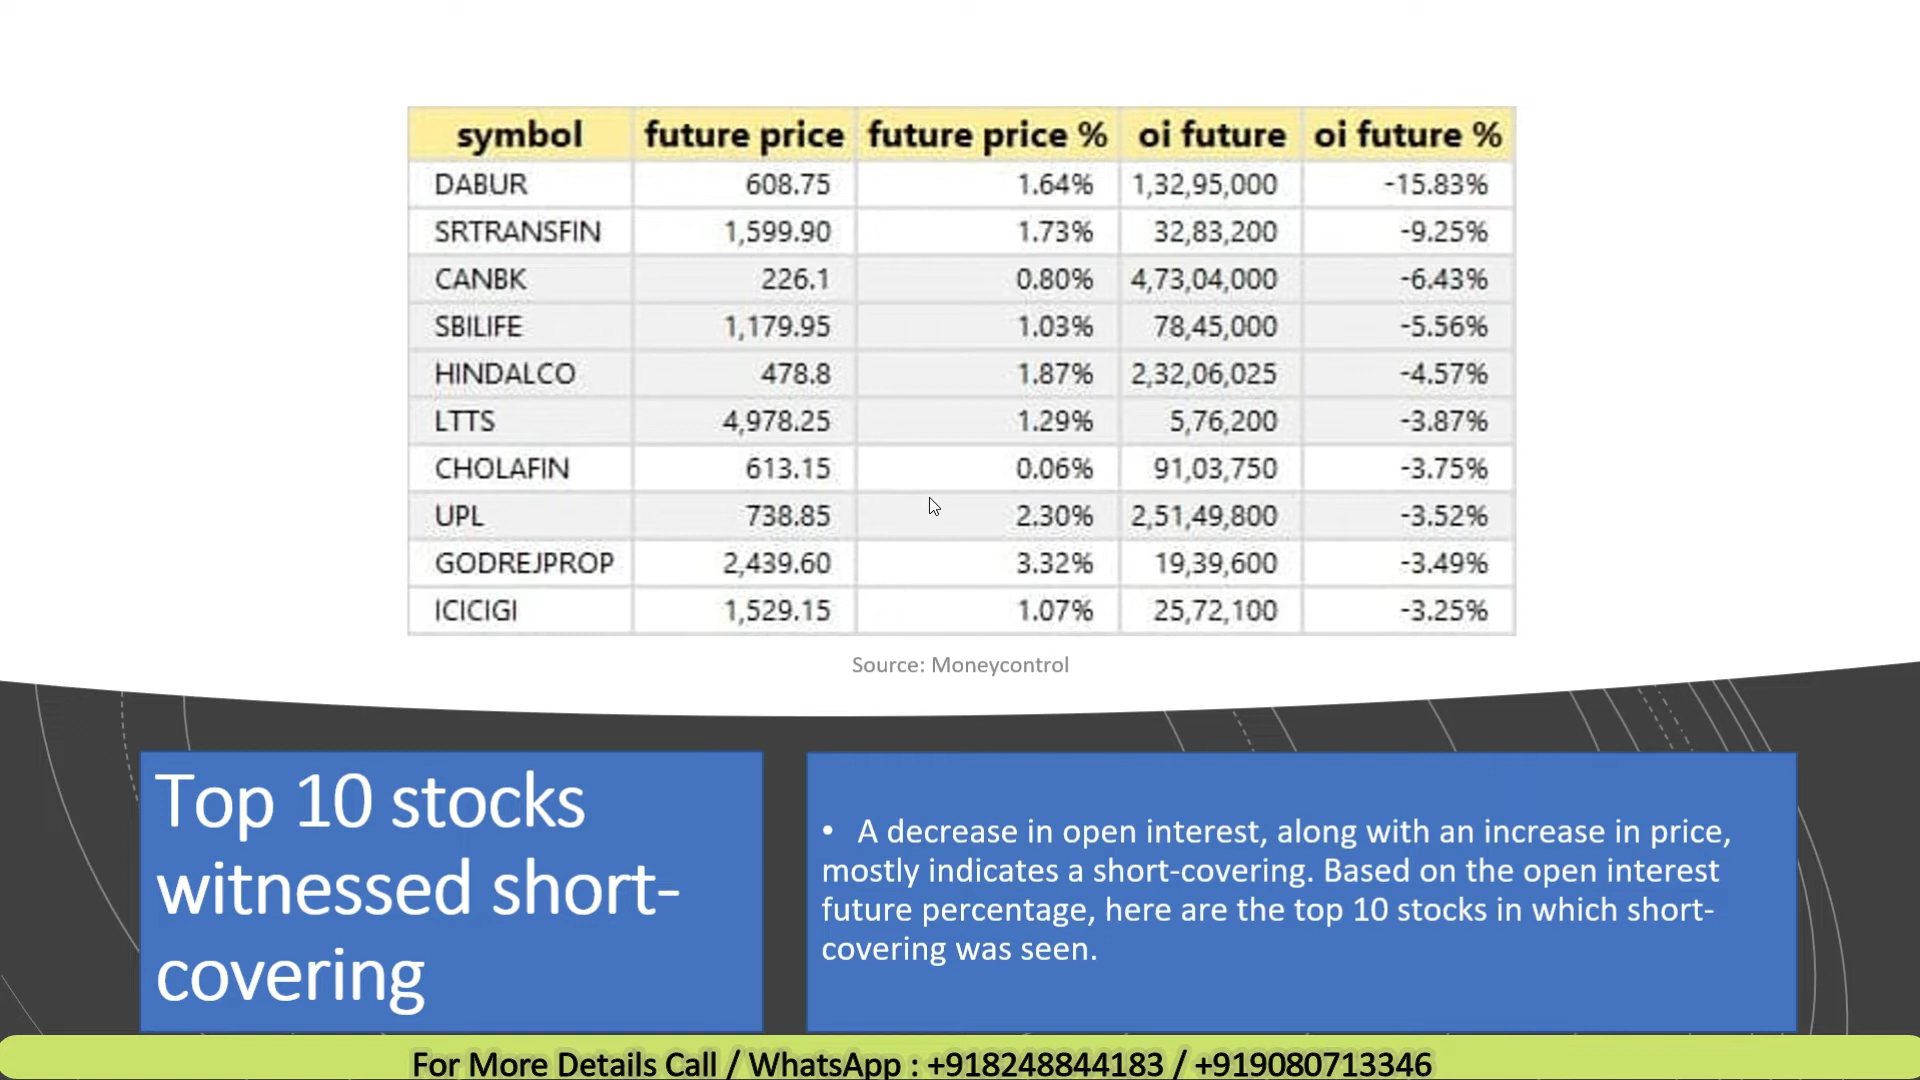 symbol future price future price % oi future oi future %
DABUR 608.75 1.64% 1,32,95,000 -15.83%
SRTRANSFIN 1,599.90 1.73% 32,83,200 -9.25%
CANBK 226.1 0.80% 4,73,04,000 -6.43%
SBILIFE 1,179.95 1.03% 78,45,000 -5.56%
HINDALCO 478.8 1.87% 2,32,06,025 -4.57%
LTTS 4,978.25 1.29% 5,76,200 -3.87%
CHOLAFIN 613.15 0.06% 91,03,750 -3.75%
UPL 738.85 2.30% 2,51,49,800 -3.52%
GODREJPROP 2,439.60 3.32% 19,39,600 -3.49%
ICICIGI 1,529.15 1.07% 25,72,100 -3.25%
Source: Moneycontrol
Top 10 stocks
witnessed short-
covering
• A decrease in open interest, along with an increase in price,
mostly indicates a short-covering. Based on the open interest
future percentage, here are the top 10 stocks in which short-
covering was seen.
For More Details Call / WhatsApp : +918248844183 / +919080713346